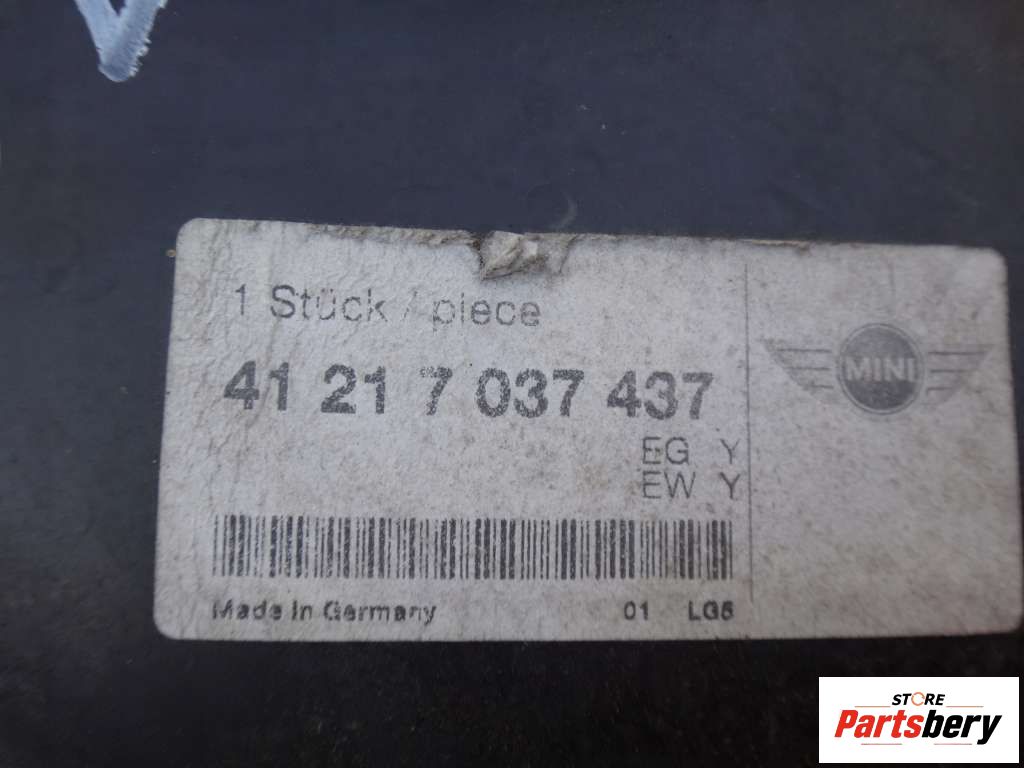 1 Stück / piece
41 21 7 037 437
MINI
EG Y
EW Y
Made in Germany 01 LG5
STORE
Partsbery